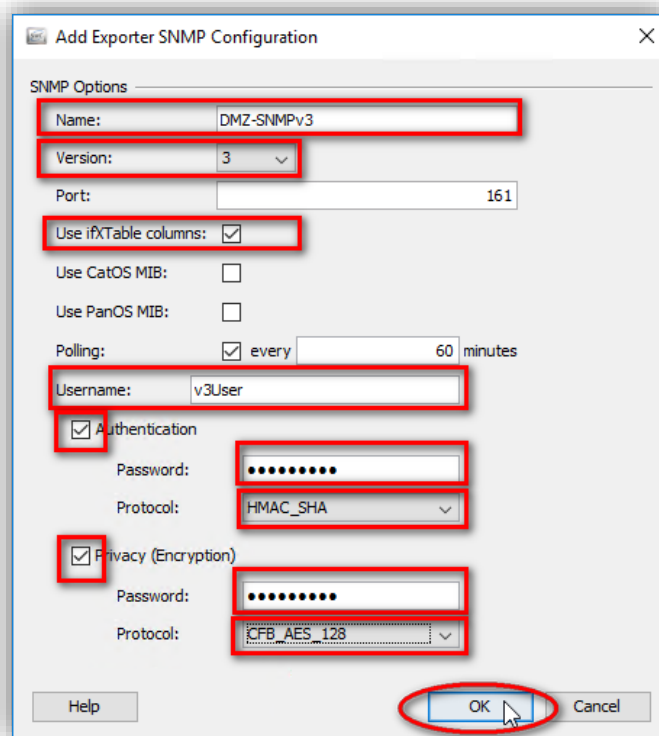 Add Exporter SNMP Configuration
SNMP Options
Name: DMZ-SNMPv3
Version: 3
Port: 161
Use ifXTable columns:
Use CatOS MIB:
Use PanOS MIB:
Polling: every 60 minutes
Username: v3User
Authentication
Password: •••••••••
Protocol: HMAC_SHA
Privacy (Encryption)
Password: •••••••••
Protocol: CFB_AES_128
Help OK Cancel